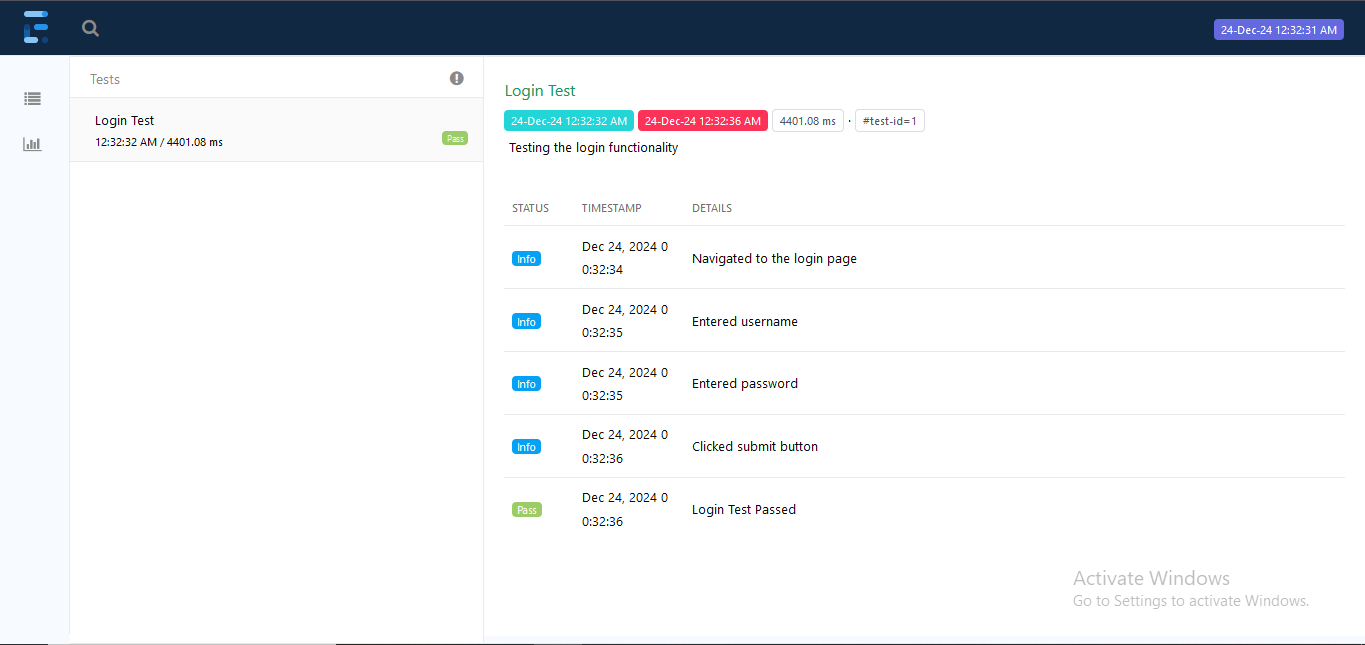 24-Dec-24 12:32:31 AM
Tests
Login Test
12:32:32 AM / 4401.08 ms
Pass
Login Test
24-Dec-24 12:32:32 AM 24-Dec-24 12:32:36 AM 4401.08 ms · #test-id=1
Testing the login functionality
STATUS TIMESTAMP DETAILS
Info Dec 24, 2024 0
0:32:34 Navigated to the login page
Info Dec 24, 2024 0
0:32:35 Entered username
Info Dec 24, 2024 0
0:32:35 Entered password
Info Dec 24, 2024 0
0:32:36 Clicked submit button
Pass Dec 24, 2024 0
0:32:36 Login Test Passed
Activate Windows
Go to Settings to activate Windows.